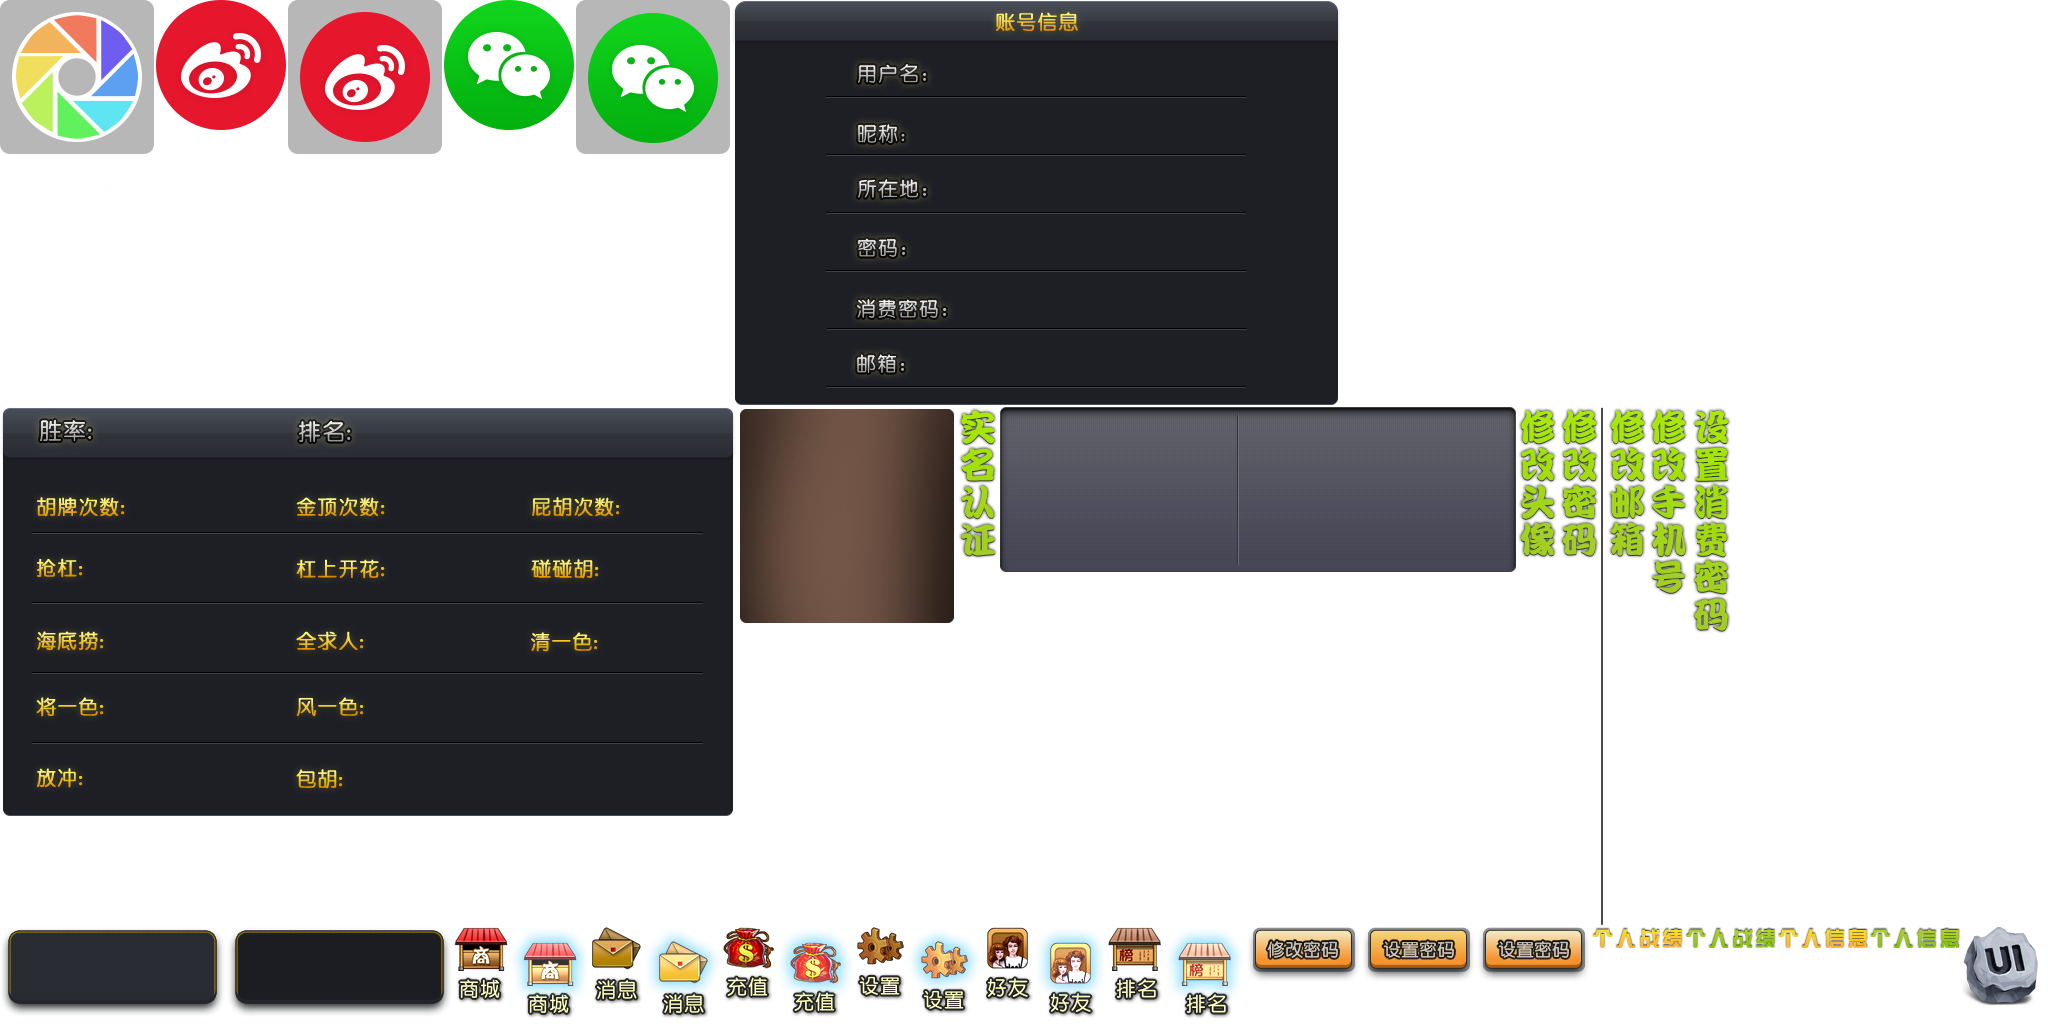 账号信息
用户名:
昵称:
所在地:
密码:
消费密码:
邮箱:
胜率: 排名:
胡牌次数: 金顶次数: 屁胡次数:
抢杠: 杠上开花: 碰碰胡:
海底捞: 全求人: 清一色:
将一色: 风一色:
放冲: 包胡:
实名认证
修改头像
修改密码
修改邮箱
修改手机号
设置消费密码
商
商城
商
商城
消息
消息
$
充值
$
充值
设置
设置
好友
好友
榜
排名
榜
排名
修改密码
设置密码
设置密码
个人战绩个人战绩个人信息个人信息
UI